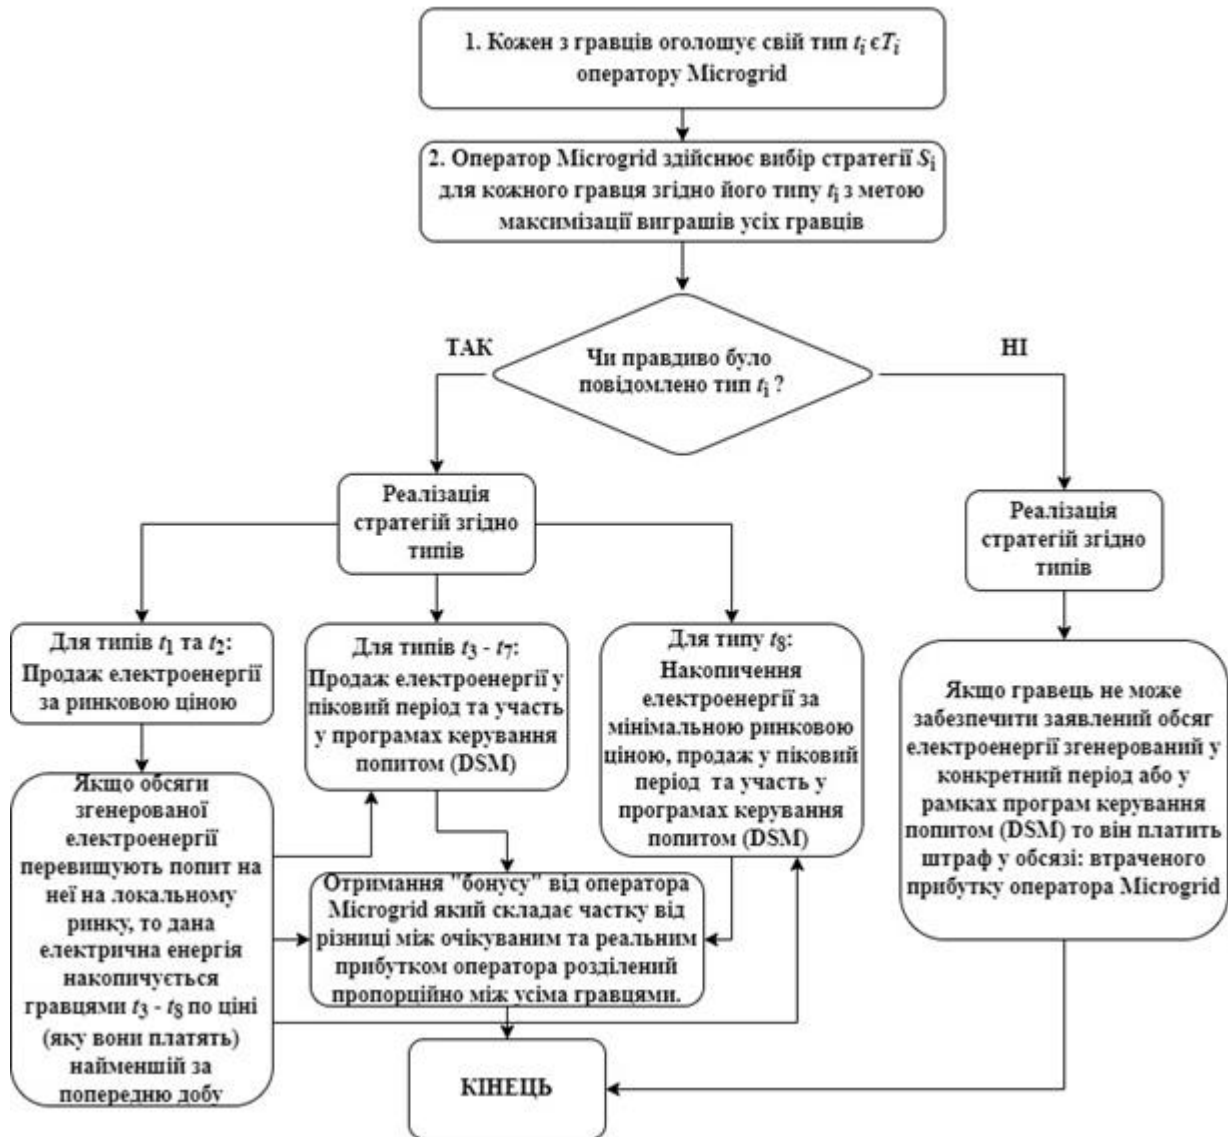 1. Кожен з гравців оголошує свій тип tᵢ єTᵢ
оператору Microgrid
2. Оператор Microgrid здійснює вибір стратегії Sᵢ
для кожного гравця згідно його типу tᵢ з метою
максимізації виграшів усіх гравців
ТАК
Чи правдиво було
повідомлено тип tᵢ ?
НІ
Реалізація
стратегій згідно
типів
Реалізація
стратегій згідно
типів
Для типів t₁ та t₂:
Продаж електроенергії
за ринковою ціною
Для типів t₃ - t₇:
Продаж електроенергії у
піковий період та участь
у програмах керування
попитом (DSM)
Для типу t₈:
Накопичення
електроенергії за
мінімальною ринковою
ціною, продаж у піковий
період та участь у
програмах керування
попитом (DSM)
Якщо гравець не може
забезпечити заявлений обсяг
електроенергії згенерований у
конкретний період або у
рамках програм керування
попитом (DSM) то він платить
штраф у обсязі: втраченого
прибутку оператора Microgrid
Якщо обсяги
згенерованої
електроенергії
перевищують попит на
неї на локальному
ринку, то дана
електрична енергія
накопичується
гравцями t₃ - t₈ по ціні
(яку вони платять)
найменшій за
попередню добу
Отримання "бонусу" від оператора
Microgrid який складає частку від
різниці між очікуваним та реальним
прибутком оператора розділений
пропорційно між усіма гравцями.
КІНЕЦЬ